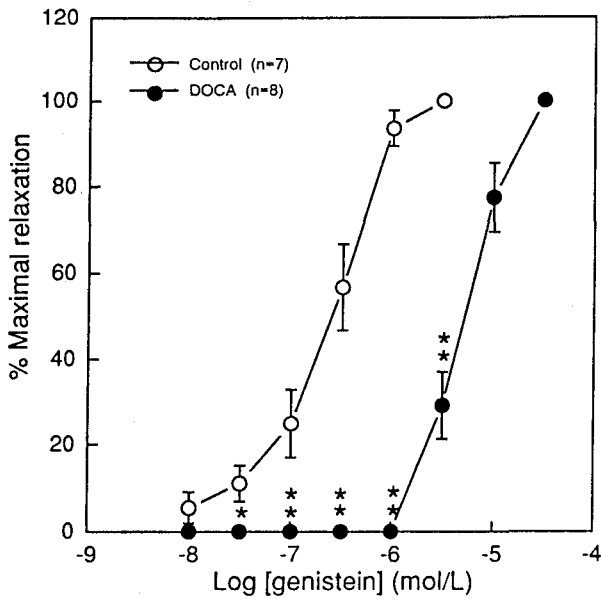 120
100
80
60
40
20
0
% Maximal relaxation
Control (n=7)
DOCA (n=8)
* * * *
* * * *
*
*
-9 -8 -7 -6 -5 -4
Log [genistein] (mol/L)